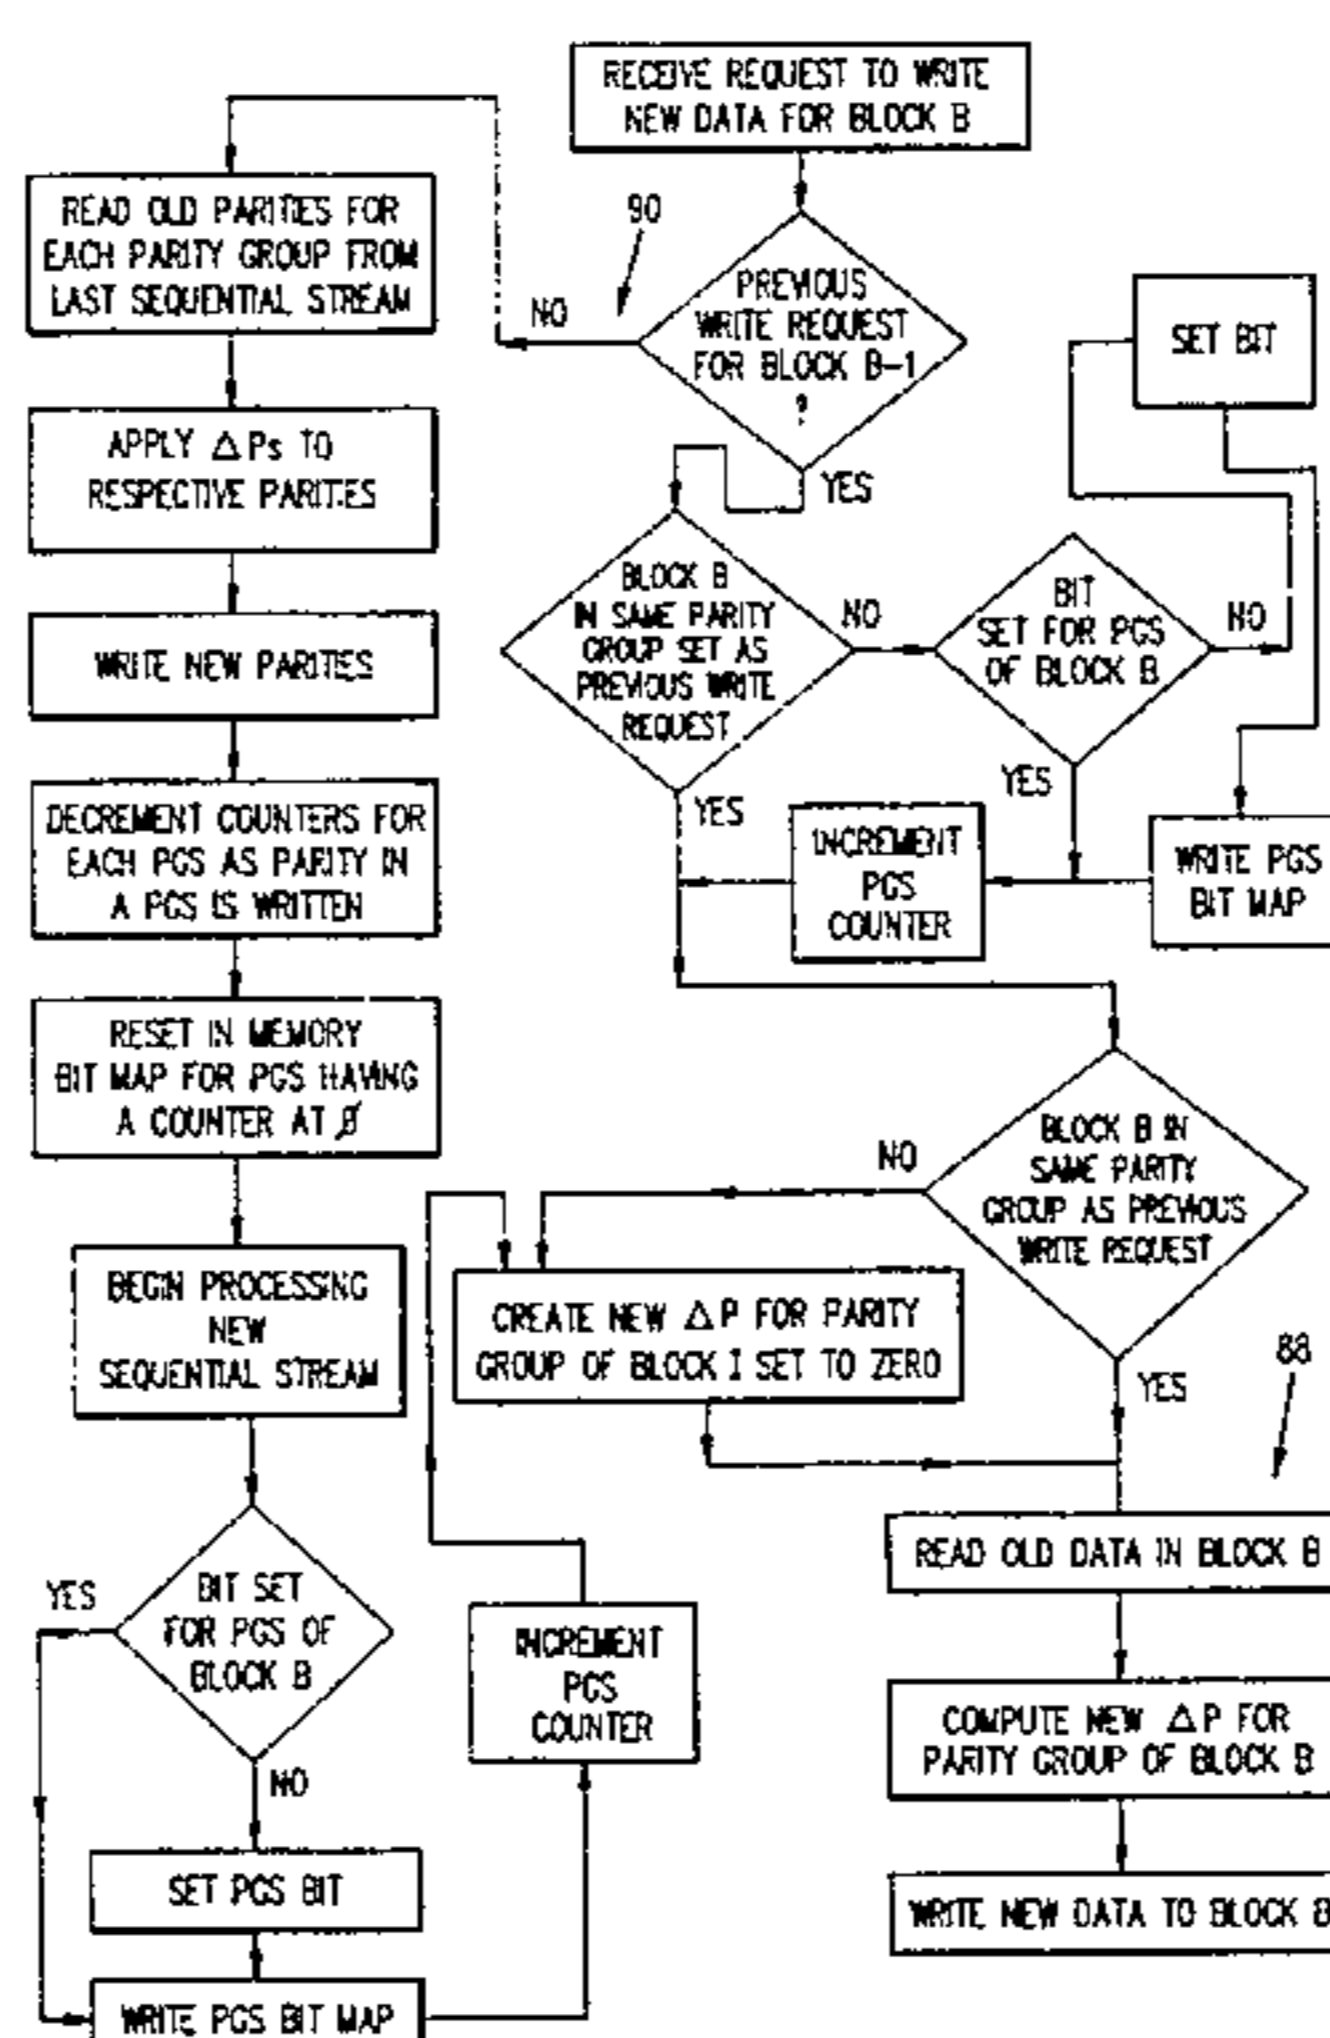 RECEIVE REQUEST TO WRITE
NEW DATA FOR BLOCK B
90
PREVIOUS
WRITE REQUEST
FOR BLOCK B-1
?
NO
YES
READ OLD PARITIES FOR
EACH PARITY GROUP FROM
LAST SEQUENTIAL STREAM
APPLY ΔPs TO
RESPECTIVE PARITIES
WRITE NEW PARITES
DECREMENT COUNTERS FOR
EACH PGS AS PARITY IN
A PGS IS WRITTEN
RESET IN MEMORY
BIT MAP FOR PGS HAVING
A COUNTER AT 0
BEGIN PROCESSING
NEW
SEQUENTIAL STREAM
BIT SET
FOR PGS OF
BLOCK B
YES
NO
SET PGS BIT
WRITE PGS BIT MAP
INCREMENT
PGS
COUNTER
BLOCK B
IN SAME PARITY
GROUP SET AS
PREVIOUS WRITE
REQUEST
NO
YES
BIT
SET FOR PGS
OF BLOCK B
NO
YES
SET BIT
WRITE PGS
BIT MAP
INCREMENT
PGS
COUNTER
BLOCK B IN
SAME PARITY
GROUP AS PREVIOUS
WRITE REQUEST
NO
YES
CREATE NEW ΔP FOR PARITY
GROUP OF BLOCK I SET TO ZERO
88
READ OLD DATA IN BLOCK B
COMPUTE NEW ΔP FOR
PARITY GROUP OF BLOCK B
WRITE NEW DATA TO BLOCK B